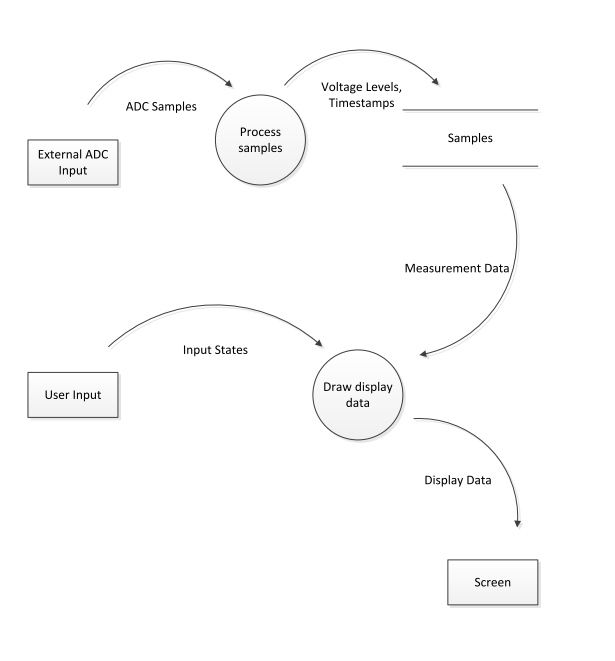 ADC Samples
Voltage Levels,
Timestamps
Process
samples
Samples
External ADC
Input
Measurement Data
Input States
User Input
Draw display
data
Display Data
Screen